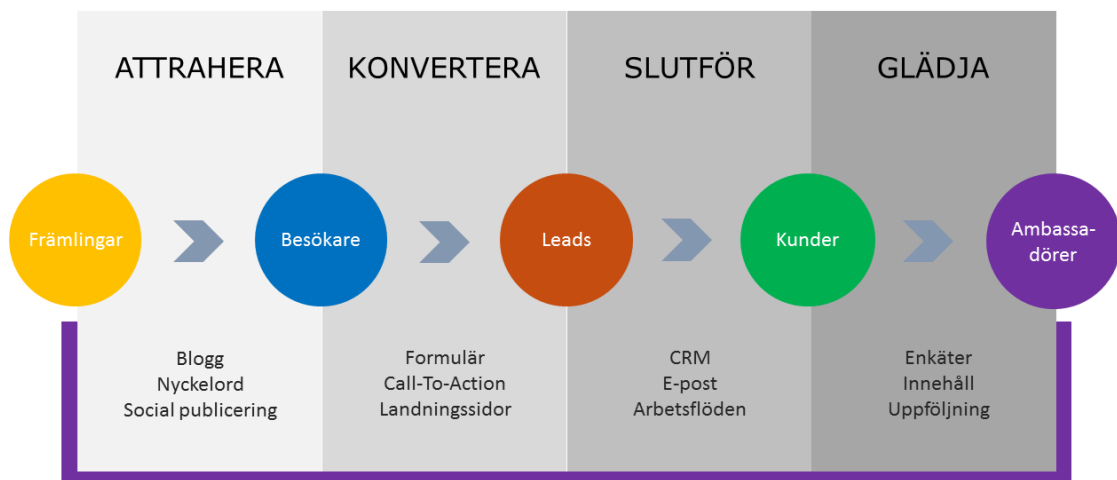 ATTRAHERA
KONVERTERA
SLUTFÖR
GLÄDJA
Främlingar
Besökare
Leads
Kunder
Ambassa-
dörer
Blogg
Nyckelord
Social publicering
Formulär
Call-To-Action
Landningssidor
CRM
E-post
Arbetsflöden
Enkäter
Innehåll
Uppföljning